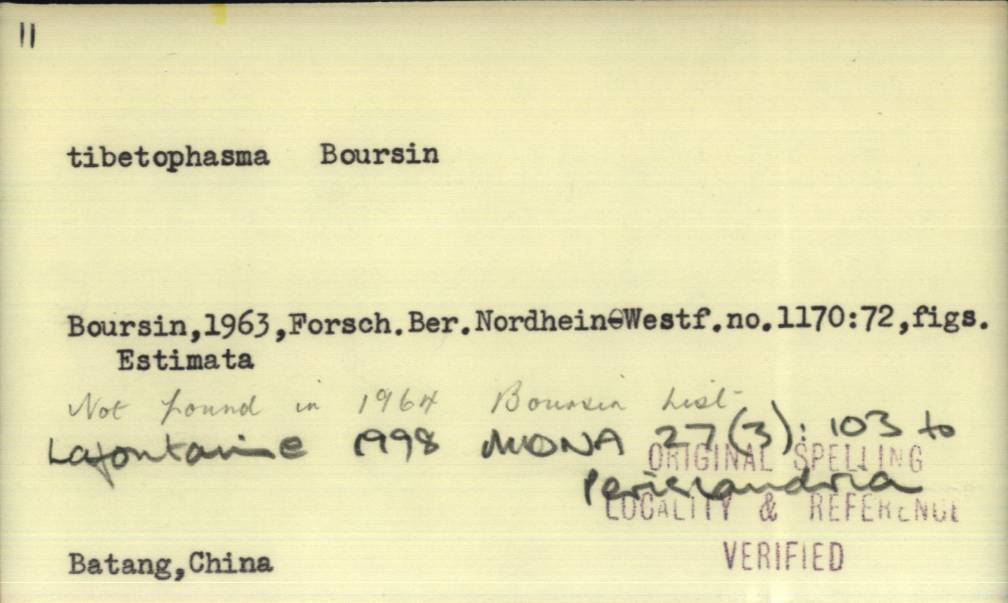 11
tibetophasma Boursin
Boursin,1963,Forsch.Ber.Nordhein-Westf.no.1170:72,figs.
Estimata
Not found in 1964 Boursin List
Lafontaine 1998 MONA 27(3): 103 to
Perissandria
ORIGINAL SPELLING
LOCALITY & REFERENCE
VERIFIED
Batang,China